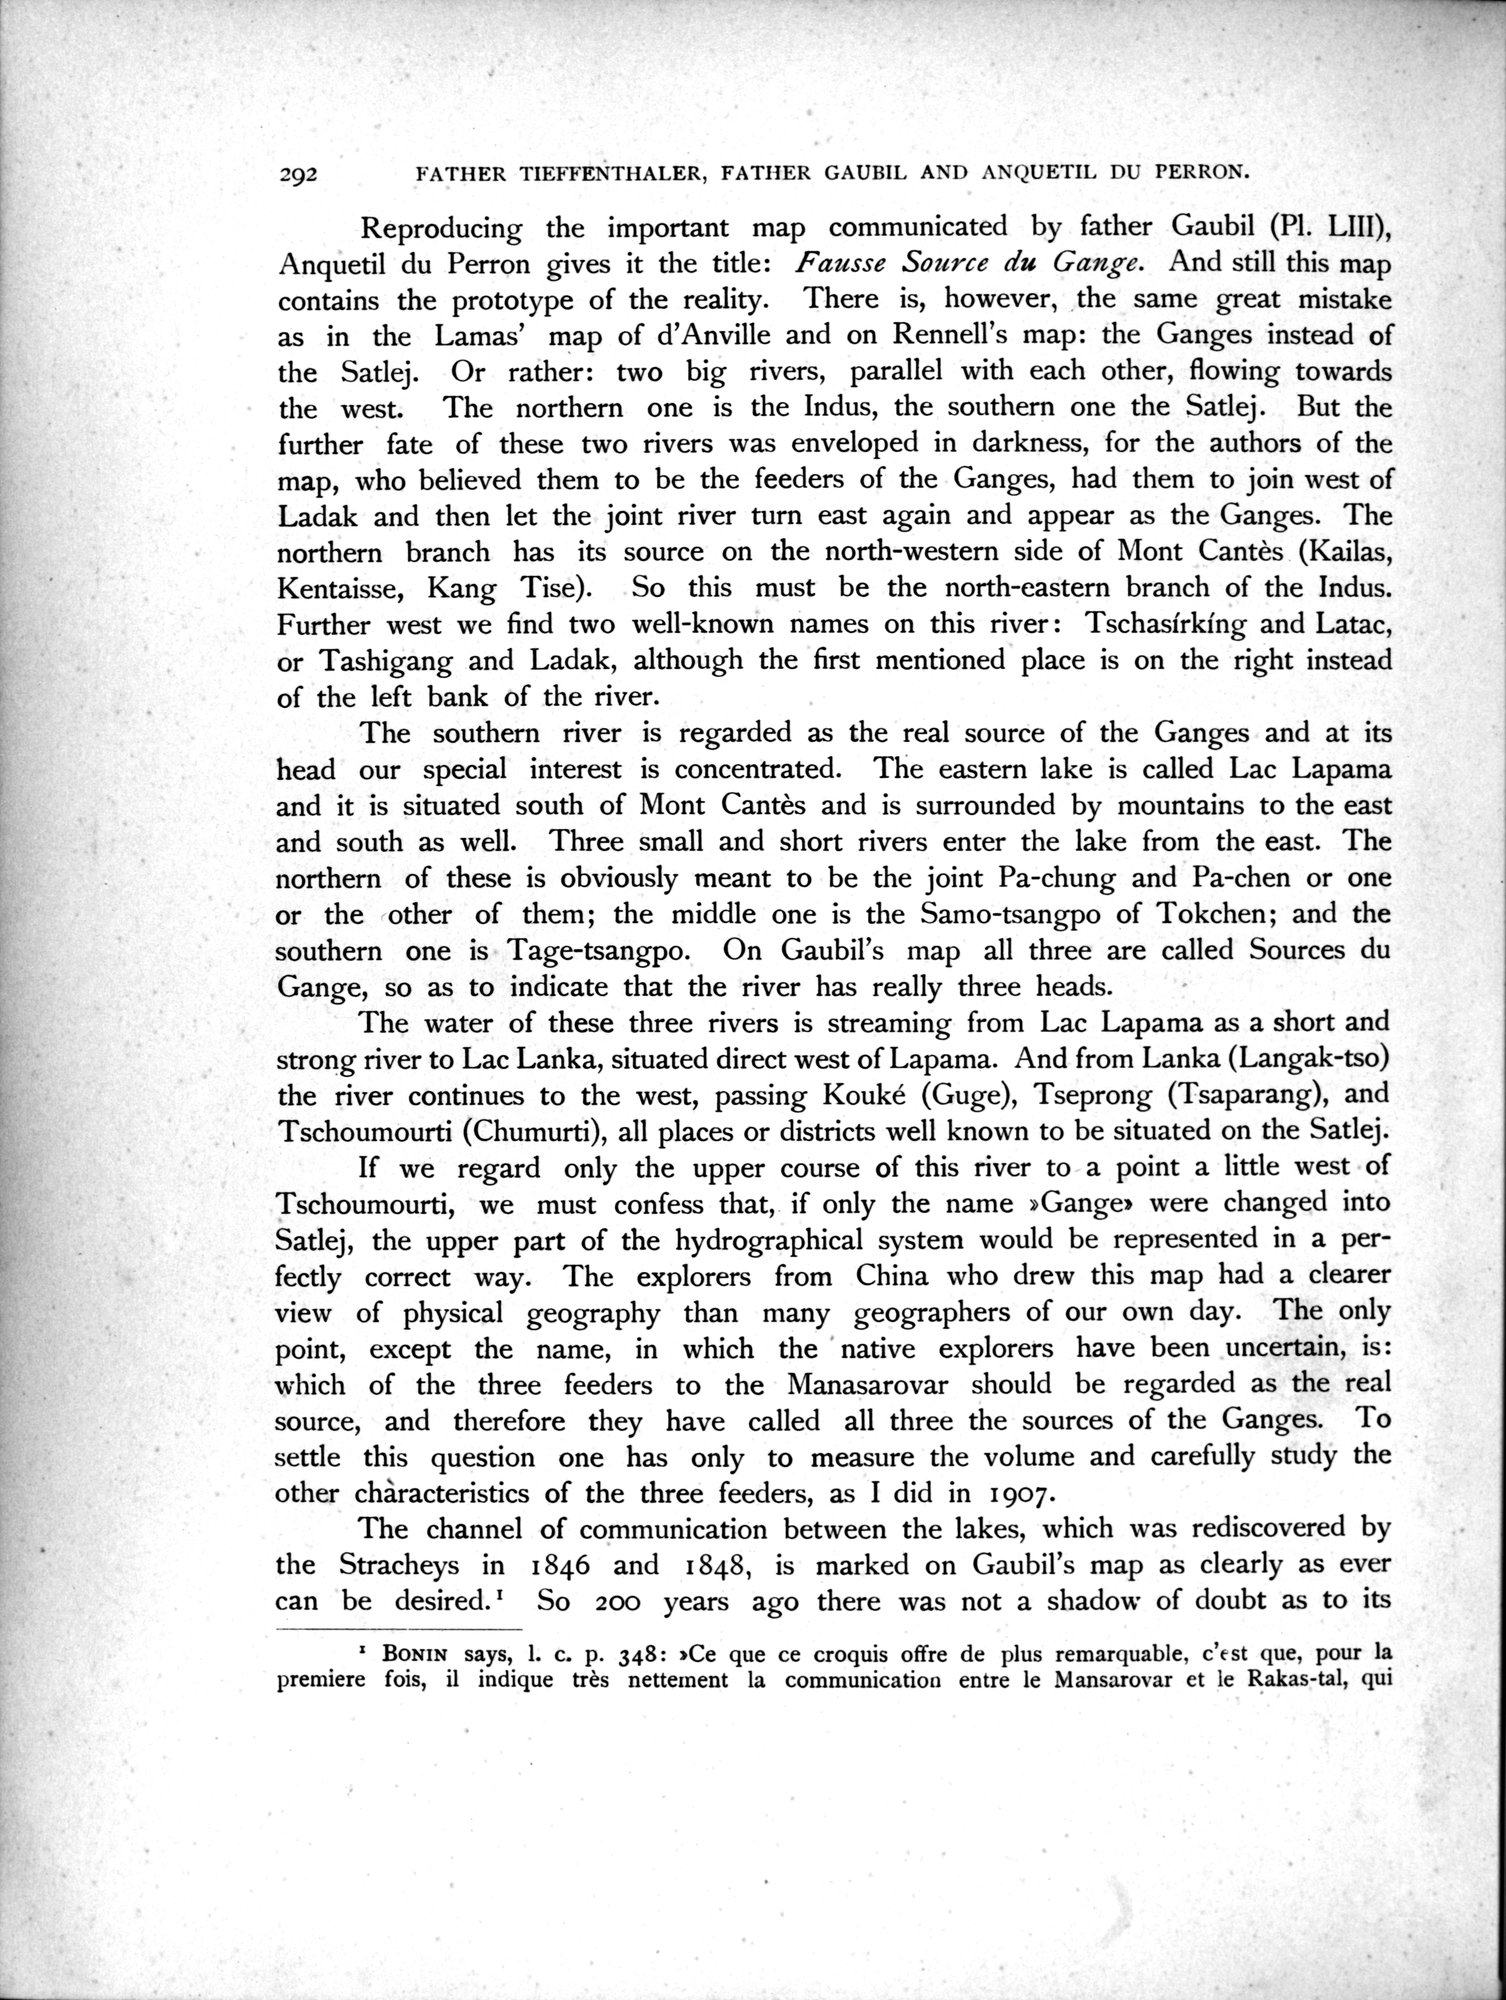 292 FATHER TIEFFENTHALER, FATHER GAUBIL AND ANQUETIL DU PERRON.
Reproducing the important map communicated by father Gaubil (Pl. LIII),
Anquetil du Perron gives it the title: Fausse Source du Gange. And still this map
contains the prototype of the reality. There is, however, the same great mistake
as in the Lamas' map of d'Anville and on Rennell's map: the Ganges instead of
the Satlej. Or rather: two big rivers, parallel with each other, flowing towards
the west. The northern one is the Indus, the southern one the Satlej. But the
further fate of these two rivers was enveloped in darkness, for the authors of the
map, who believed them to be the feeders of the Ganges, had them to join west of
Ladak and then let the joint river turn east again and appear as the Ganges. The
northern branch has its source on the north-western side of Mont Cantès (Kailas,
Kentaisse, Kang Tise). So this must be the north-eastern branch of the Indus.
Further west we find two well-known names on this river: Tschasírkíng and Latac,
or Tashigang and Ladak, although the first mentioned place is on the right instead
of the left bank of the river.
The southern river is regarded as the real source of the Ganges and at its
head our special interest is concentrated. The eastern lake is called Lac Lapama
and it is situated south of Mont Cantès and is surrounded by mountains to the east
and south as well. Three small and short rivers enter the lake from the east. The
northern of these is obviously meant to be the joint Pa-chung and Pa-chen or one
or the other of them; the middle one is the Samo-tsangpo of Tokchen; and the
southern one is Tage-tsangpo. On Gaubil's map all three are called Sources du
Gange, so as to indicate that the river has really three heads.
The water of these three rivers is streaming from Lac Lapama as a short and
strong river to Lac Lanka, situated direct west of Lapama. And from Lanka (Langak-tso)
the river continues to the west, passing Kouké (Guge), Tseprong (Tsaparang), and
Tschoumourti (Chumurti), all places or districts well known to be situated on the Satlej.
If we regard only the upper course of this river to a point a little west of
Tschoumourti, we must confess that, if only the name »Gange» were changed into
Satlej, the upper part of the hydrographical system would be represented in a per-
fectly correct way. The explorers from China who drew this map had a clearer
view of physical geography than many geographers of our own day. The only
point, except the name, in which the native explorers have been uncertain, is:
which of the three feeders to the Manasarovar should be regarded as the real
source, and therefore they have called all three the sources of the Ganges. To
settle this question one has only to measure the volume and carefully study the
other characteristics of the three feeders, as I did in 1907.
The channel of communication between the lakes, which was rediscovered by
the Stracheys in 1846 and 1848, is marked on Gaubil's map as clearly as ever
can be desired.¹ So 200 years ago there was not a shadow of doubt as to its
¹ BONIN says, l. c. p. 348: »Ce que ce croquis offre de plus remarquable, c'est que, pour la
premiere fois, il indique très nettement la communication entre le Mansarovar et le Rakas-tal, qui